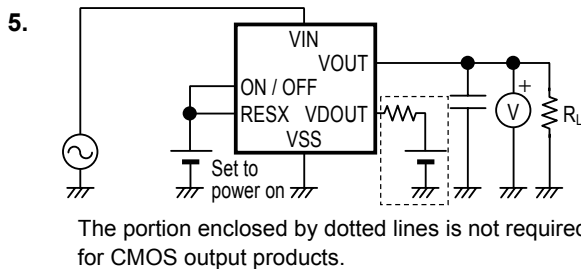 5.
VIN
VOUT
ON / OFF
RESX VDOUT
VSS
+
V
RL
Set to
power on
The portion enclosed by dotted lines is not required
for CMOS output products.